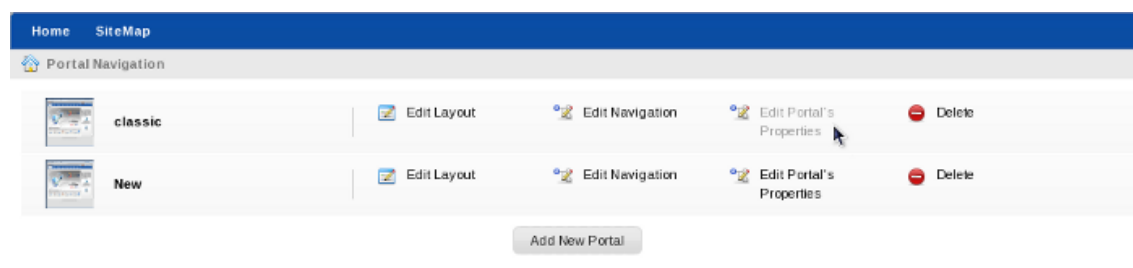 Home SiteMap
Portal Navigation
classic Edit Layout Edit Navigation Edit Portal's Properties Delete
New Edit Layout Edit Navigation Edit Portal's Properties Delete
Add New Portal